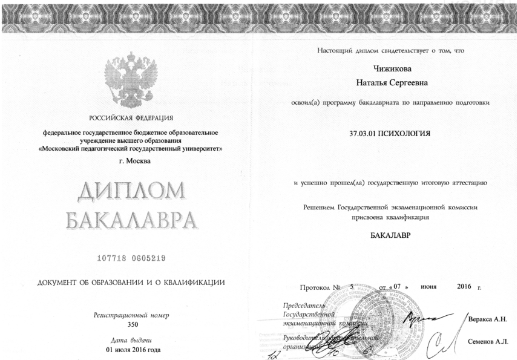 РОССИЙСКАЯ ФЕДЕРАЦИЯ
федеральное государственное бюджетное образовательное
учреждение высшего образования
«Московский педагогический государственный университет»
г. Москва
ДИПЛОМ
БАКАЛАВРА
107718 0605219
ДОКУМЕНТ ОБ ОБРАЗОВАНИИ И О КВАЛИФИКАЦИИ
Регистрационный номер
350
Дата выдачи
01 июля 2016 года
Настоящий диплом свидетельствует о том, что
Чижикова
Наталья Сергеевна
освоил(а) программу бакалавриата по направлению подготовки
37.03.01 ПСИХОЛОГИЯ
и успешно прошел(ла) государственную итоговую аттестацию
Решением Государственной экзаменационной комиссии
присвоена квалификация
БАКАЛАВР
Протокол № 5 от «07» июня 2016 г.
Председатель
Государственной
экзаменационной комиссии
Веракса А.Н.
Руководитель
Семенов А.Л.